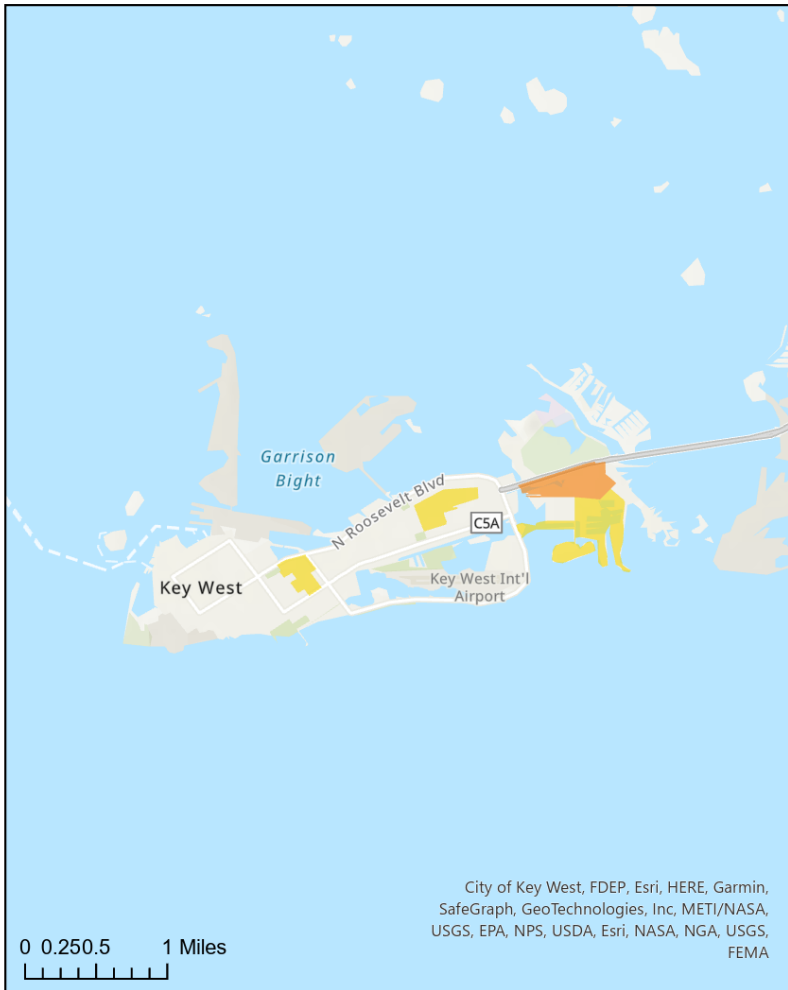 Garrison
Bight
N Roosevelt Blvd
C5A
Key West
Key West Int'l
Airport
City of Key West, FDEP, Esri, HERE, Garmin,
SafeGraph, GeoTechnologies, Inc, METI/NASA,
USGS, EPA, NPS, USDA, Esri, NASA, NGA, USGS,
FEMA
0 0.250.5 1 Miles